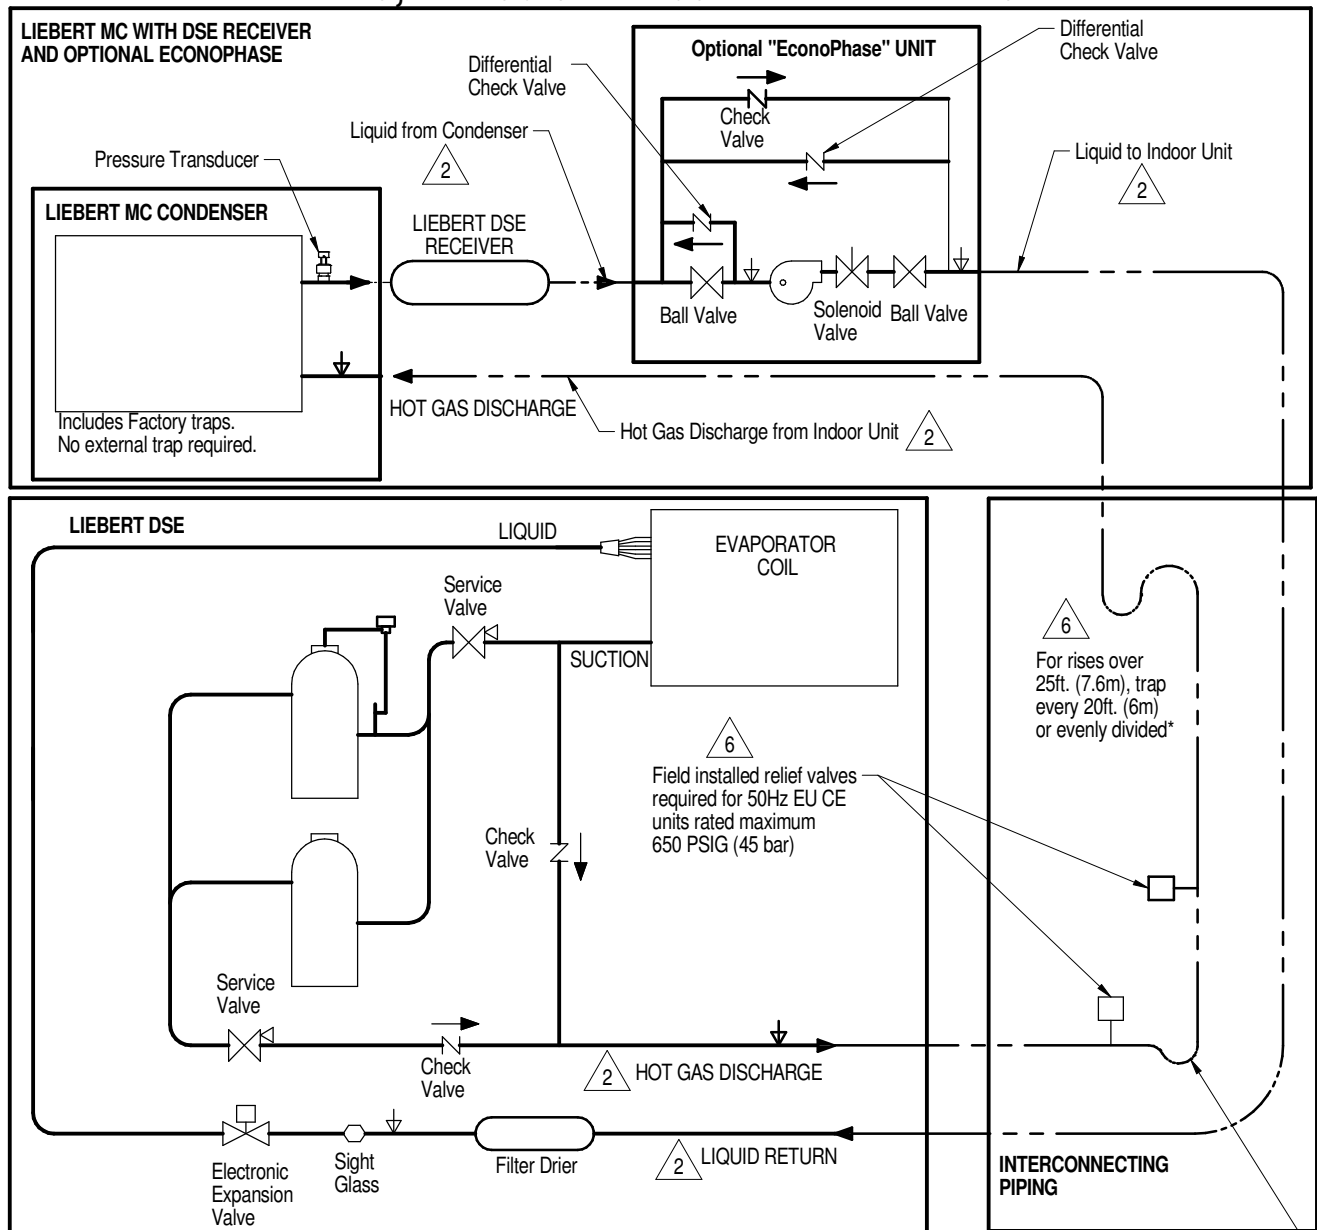 LIEBERT MC WITH DSE RECEIVER
AND OPTIONAL ECONOPHASE
Optional "EconoPhase" UNIT
Differential
Check Valve
Differential
Check Valve
Check
Valve
Liquid from Condenser
2
Liquid to Indoor Unit
2
Pressure Transducer
LIEBERT MC CONDENSER
LIEBERT DSE
RECEIVER
Ball Valve
Solenoid
Valve
Ball Valve
HOT GAS DISCHARGE
Hot Gas Discharge from Indoor Unit
2
Includes Factory traps.
No external trap required.
LIEBERT DSE
LIQUID
EVAPORATOR
COIL
Service
Valve
SUCTION
6
For rises over
25ft. (7.6m), trap
every 20ft. (6m)
or evenly divided*
6
Field installed relief valves
required for 50Hz EU CE
units rated maximum
650 PSIG (45 bar)
Check
Valve
Service
Valve
Check
Valve
2
HOT GAS DISCHARGE
Electronic
Expansion
Valve
Sight
Glass
Filter Drier
2
LIQUID RETURN
INTERCONNECTING
PIPING